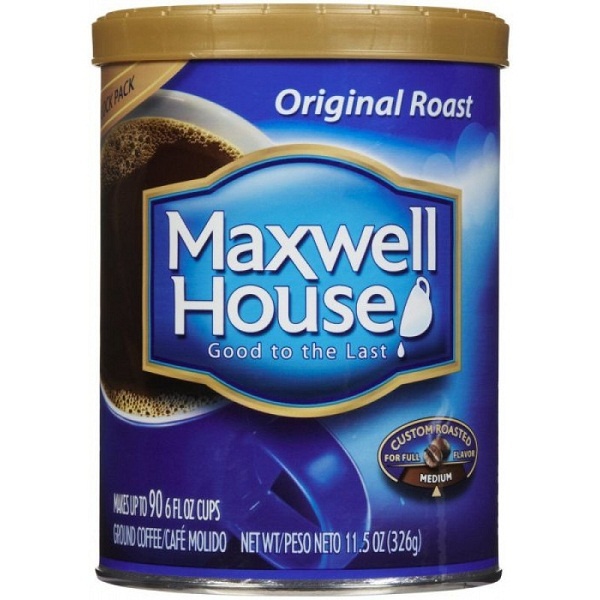 PACK
Original Roast
Maxwell
House
Good to the Last
CUSTOM ROASTED
FOR FULL FLAVOR
MEDIUM
MAKES UP TO 90 6 FL OZ CUPS
GROUND COFFEE/CAFÉ MOLIDO NET WT/PESO NETO 11.5 OZ (326g)